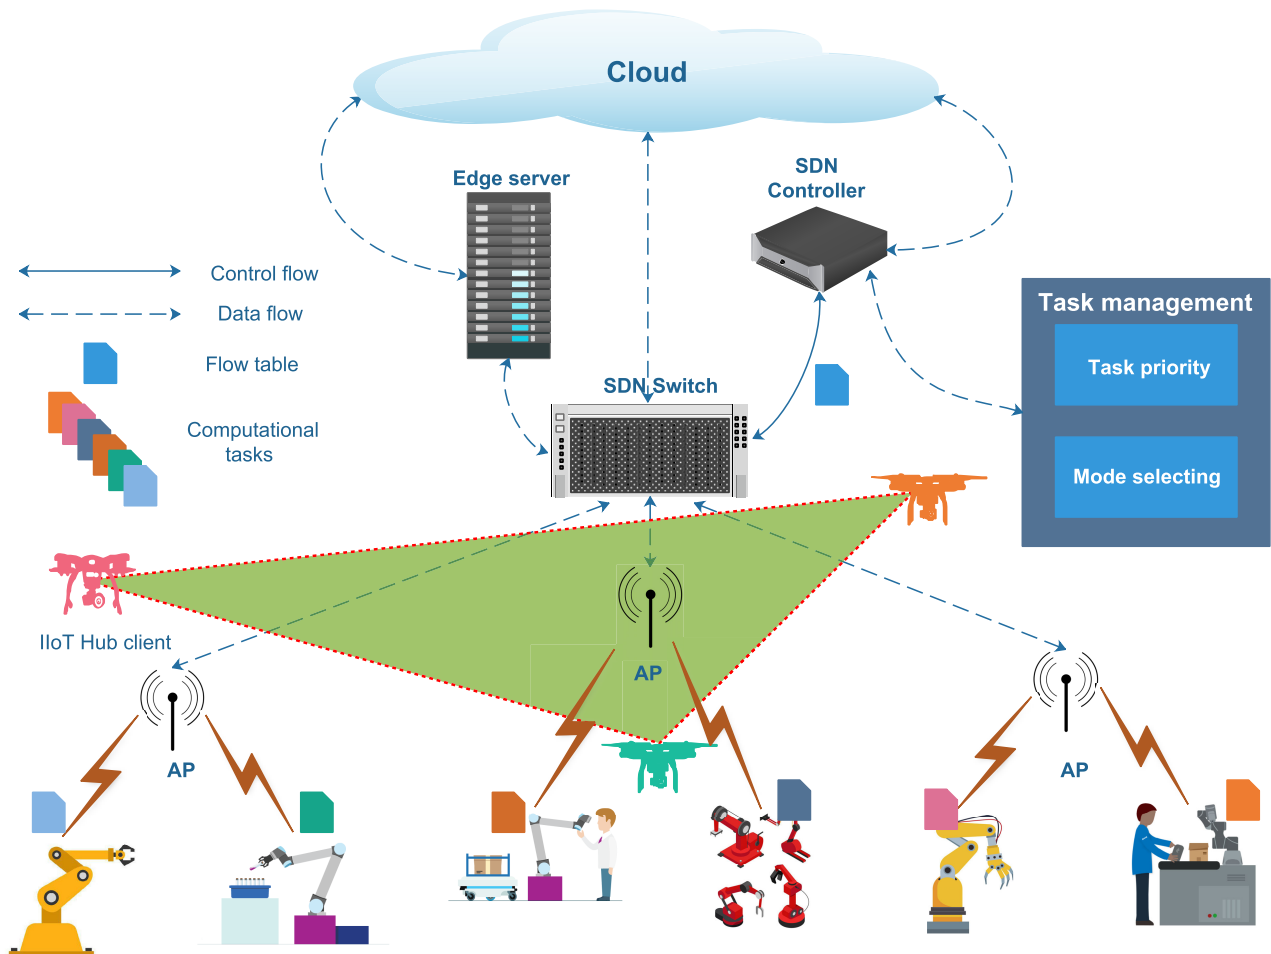 Cloud
Edge server
SDN
Controller
Control flow
Data flow
Flow table
Computational
tasks
SDN Switch
Task management
Task priority
Mode selecting
IIoT Hub client
AP
AP
AP